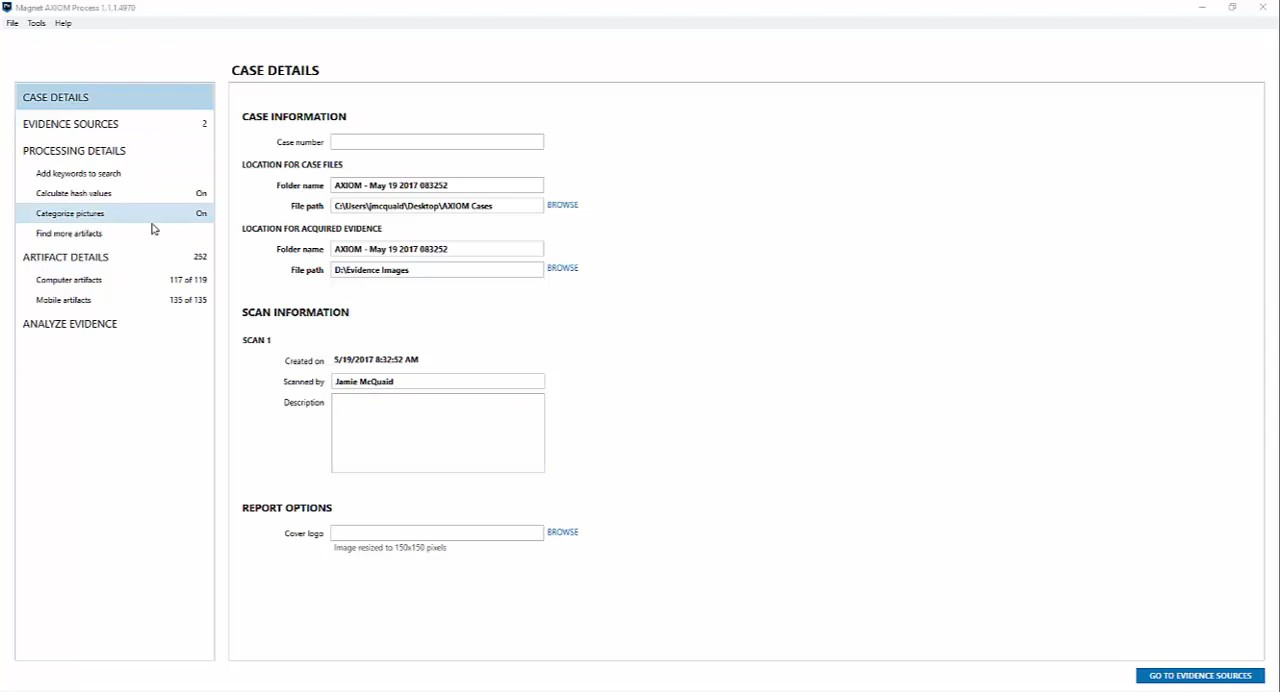 Magnet AXIOM Process 1.1.1.4970
File Tools Help
CASE DETAILS
EVIDENCE SOURCES 2
PROCESSING DETAILS
Add keywords to search
Calculate hash values On
Categorize pictures On
Find more artifacts
ARTIFACT DETAILS 252
Computer artifacts 117 of 119
Mobile artifacts 135 of 135
ANALYZE EVIDENCE
CASE DETAILS
CASE INFORMATION
Case number
LOCATION FOR CASE FILES
Folder name AXIOM - May 19 2017 083252
File path C:\Users\jmcquaid\Desktop\AXIOM Cases BROWSE
LOCATION FOR ACQUIRED EVIDENCE
Folder name AXIOM - May 19 2017 083252
File path D:\Evidence Images BROWSE
SCAN INFORMATION
SCAN 1
Created on 5/19/2017 8:32:52 AM
Scanned by Jamie McQuaid
Description
REPORT OPTIONS
Cover logo BROWSE
Image resized to 150x150 pixels
GO TO EVIDENCE SOURCES